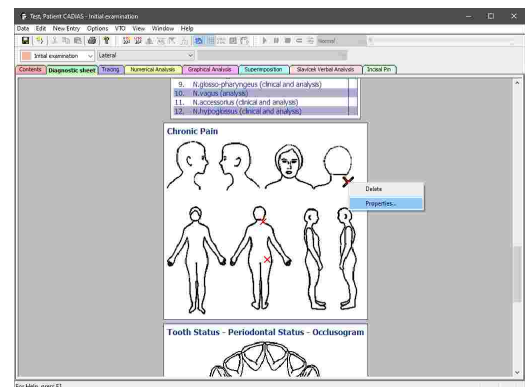 Test, Patient CADIAS - Initial examination
Data Edit New Entry Options VTO View Window Help
Normal
Initial examination Lateral
Contents Diagnostic sheet Tracing Numerical Analysis Graphical Analysis Superimposition Slavicek Verbal Analysis Incisal Pin
9. N.glosso-pharyngeus (clinical and analysis)
10. N.vagus (analysis)
11. N.accessorius (clinical and analysis)
12. N.hypoglossus (clinical and analysis)
Chronic Pain
Delete
Properties...
Tooth Status - Periodontal Status - Occlusogram
For Help, press F1